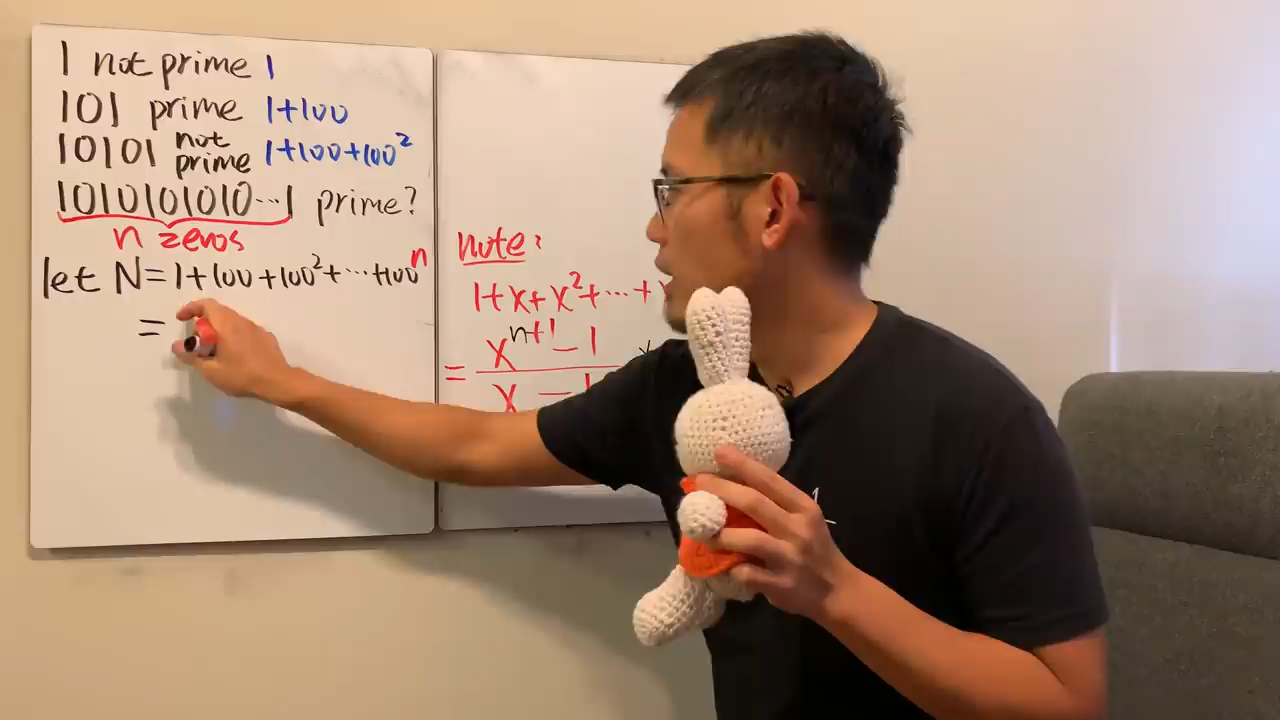 1 not prime 1
101 prime 1+100
10101 not prime 1+100+100²
1010101010...1 prime?
n zeros
let N=1+100+100²+...+100ⁿ
=
note:
1+x+x²+...+
= xⁿ⁺¹-1
x-1